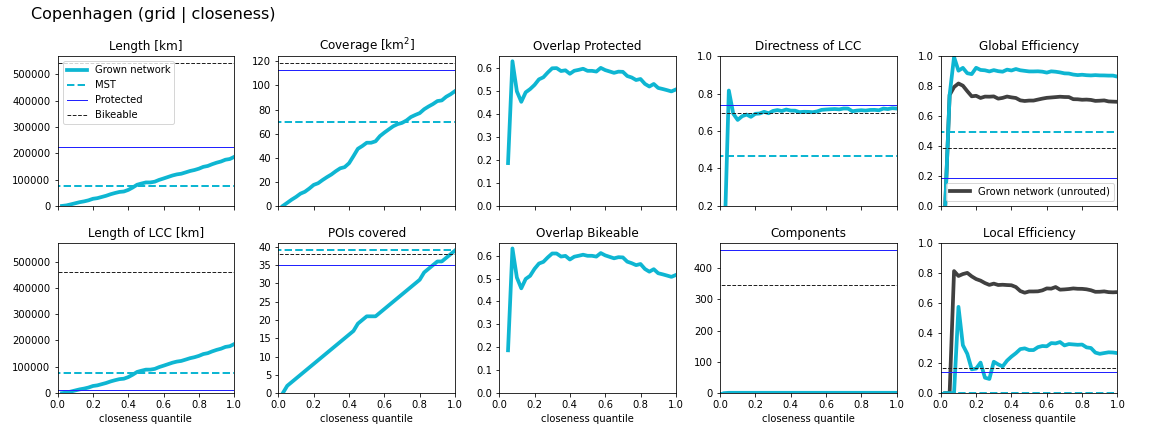 Copenhagen (grid | closeness)
Length [km]
Coverage [km²]
Overlap Protected
Directness of LCC
Global Efficiency
500000
400000
300000
200000
100000
0
Grown network
MST
Protected
Bikeable
120
100
80
60
40
20
0
0.6
0.5
0.4
0.3
0.2
0.1
0.0
1.0
0.8
0.6
0.4
0.2
1.0
0.8
0.6
0.4
0.2
0.0
Grown network (unrouted)
Length of LCC [km]
POIs covered
Overlap Bikeable
Components
Local Efficiency
500000
400000
300000
200000
100000
0
0.0 0.2 0.4 0.6 0.8 1.0
closeness quantile
40
35
30
25
20
15
10
5
0
0.0 0.2 0.4 0.6 0.8 1.0
closeness quantile
0.6
0.5
0.4
0.3
0.2
0.1
0.0
0.0 0.2 0.4 0.6 0.8 1.0
closeness quantile
400
300
200
100
0
0.0 0.2 0.4 0.6 0.8 1.0
closeness quantile
1.0
0.8
0.6
0.4
0.2
0.0
0.0 0.2 0.4 0.6 0.8 1.0
closeness quantile